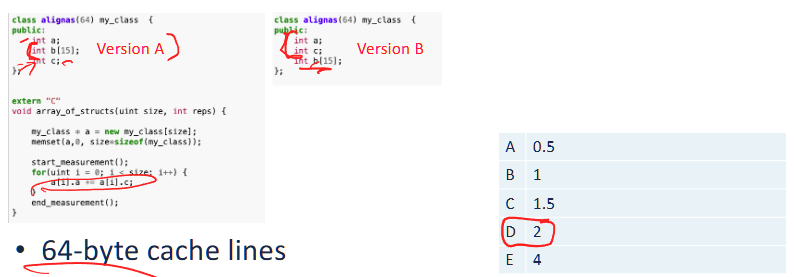 class alignas(64) my_class {
public:
int a;
int b[15];
int c;
};
Version A
class alignas(64) my_class {
public:
int a;
int c;
int b[15];
};
Version B
extern "C"
void array_of_structs(uint size, int reps) {
my_class * a = new my_class[size];
memset(a,0, size*sizeof(my_class));
start_measurement();
for(uint i = 0; i < size; i++) {
a[i].a += a[i].c;
}
end_measurement();
}
• 64-byte cache lines
A 0.5
B 1
C 1.5
D 2
E 4